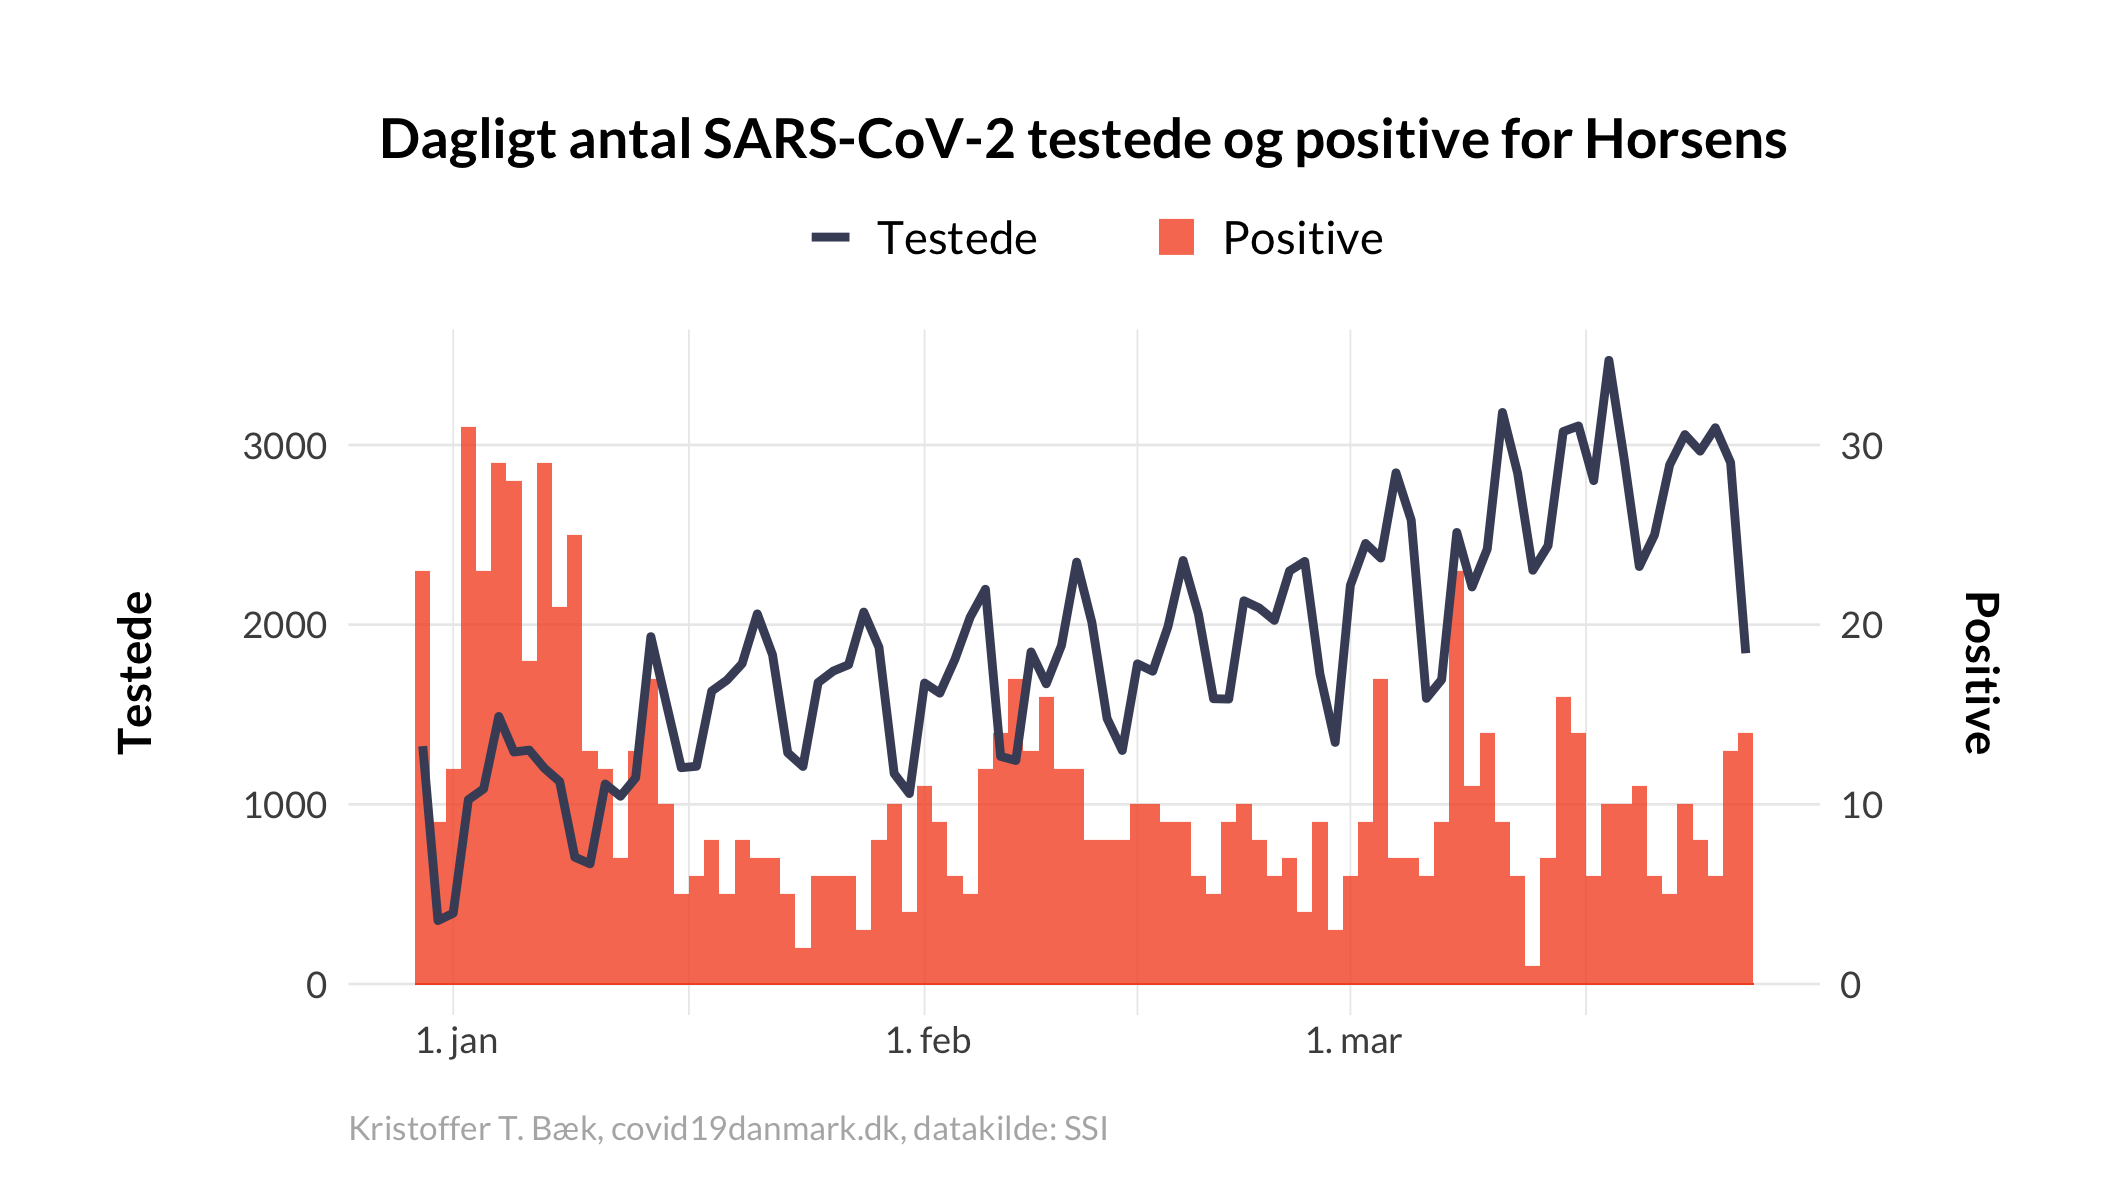 Dagligt antal SARS-CoV-2 testede og positive for Horsens
Testede
Positive
3000
2000
1000
0
Testede
30
20
10
0
Positive
1. jan
1. feb
1. mar
Kristoffer T. Bæk, covid19danmark.dk, datakilde: SSI